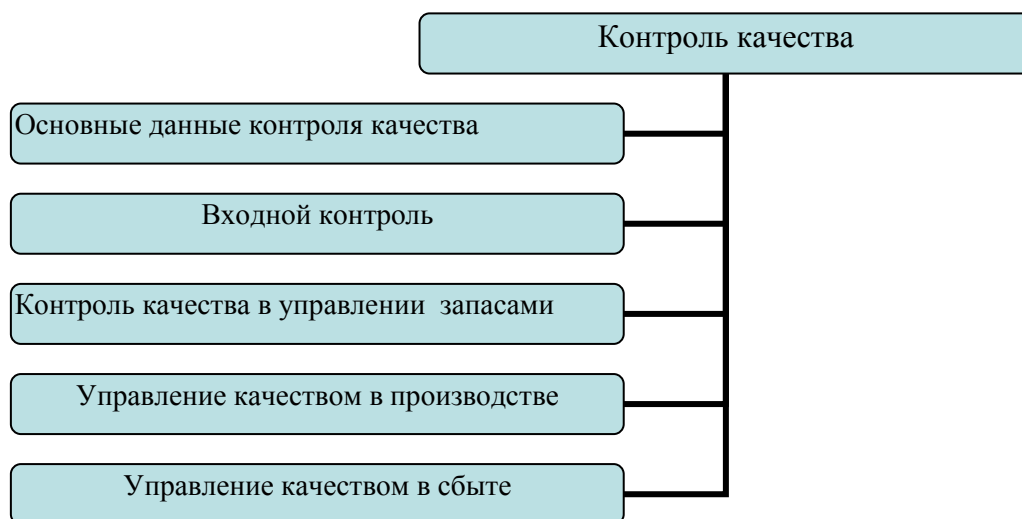 Контроль качества
Основные данные контроля качества
Входной контроль
Контроль качества в управлении  запасами
Управление качеством в производстве
Управление качеством в сбыте